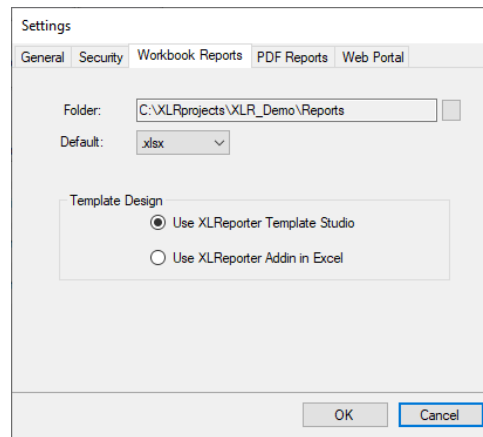 Settings
General Security Workbook Reports PDF Reports Web Portal
Folder: C:\XLRprojects\XLR_Demo\Reports
Default: .xlsx
Template Design
Use XLReporter Template Studio
Use XLReporter Addin in Excel
OK Cancel